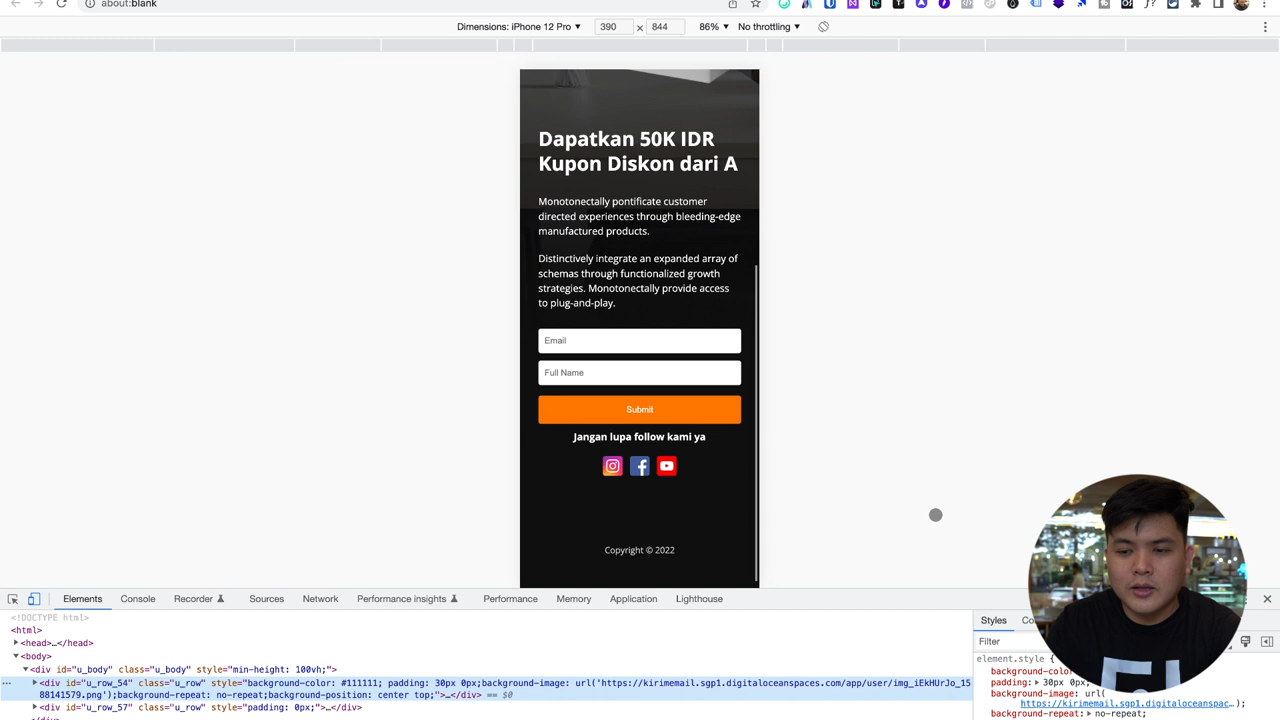 about:blank
Dimensions: iPhone 12 Pro ▼ 390 × 844 86% ▼ No throttling ▼
Dapatkan 50K IDR
Kupon Diskon dari A
Monotonectally pontificate customer
directed experiences through bleeding-edge
manufactured products.
Distinctively integrate an expanded array of
schemas through functionalized growth
strategies. Monotonectally provide access
to plug-and-play.
Email
Full Name
Submit
Jangan lupa follow kami ya
Copyright © 2022
Elements Console Recorder Sources Network Performance insights Performance Memory Application Lighthouse
<!DOCTYPE html>
<html>
<head>…</head>
<body>
<div id="u_body" class="u_body" style="min-height: 100vh;">
<div id="u_row_54" class="u_row" style="background-color: #111111; padding: 30px 0px;background-image: url('https://kirimemail.sgp1.digitaloceanspaces.com/app/user/img_iEkHUrJo_15
88141579.png');background-repeat: no-repeat;background-position: center top;">…</div> == $0
<div id="u_row_57" class="u_row" style="padding: 0px;">…</div>
Styles
Filter
element.style {
padding: 30px 0px;
background-image: url(
https://kirimemail.sgp1.digitaloceanspac…);
background-repeat: no-repeat;